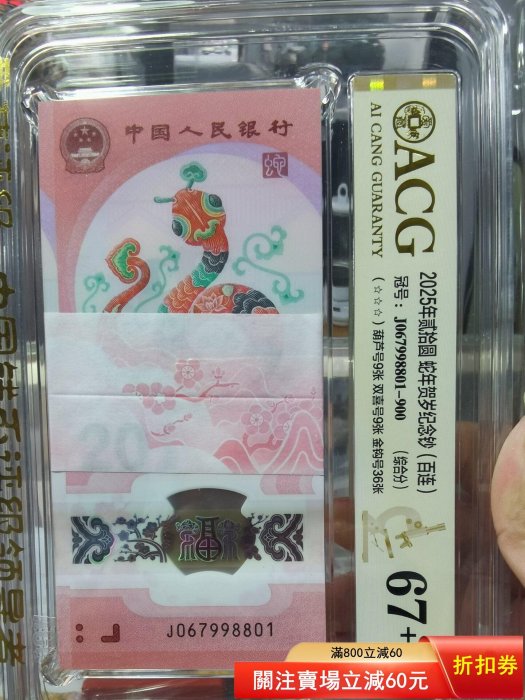 中国人民银行
蛇
J067998801
ACG
AI CANG GUARANTY
2025年贰拾圆 蛇年贺岁纪念钞（百连）
冠号：J067998801-900 （综合分）
（☆☆☆）葫芦号9张 双喜号9张 金钩号36张
67+
滿800立減60
關注賣場立減60元
折扣券